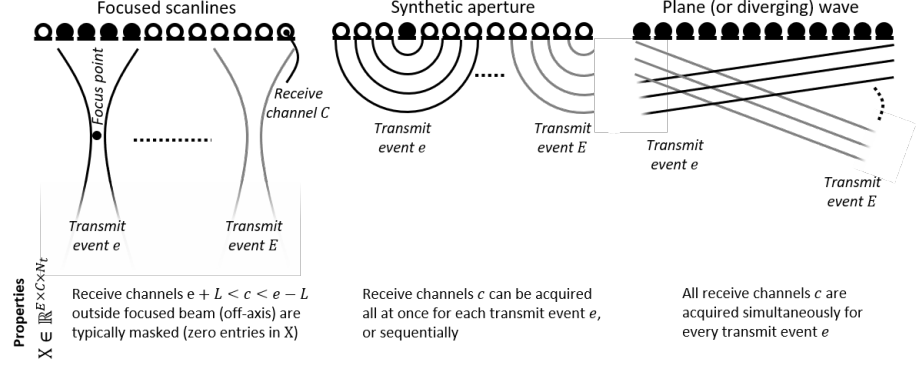 Focused scanlines
Synthetic aperture
Plane (or diverging) wave
Focus point
Receive
channel C
Transmit
event e
Transmit
event E
Transmit
event e
Transmit
event E
Transmit
event e
Transmit
event E
Properties
X ∈ ℝ^{E×C×N_t}
Receive channels e + L < c < e − L
outside focused beam (off-axis) are
typically masked (zero entries in X)
Receive channels c can be acquired
all at once for each transmit event e,
or sequentially
All receive channels c are
acquired simultaneously for
every transmit event e